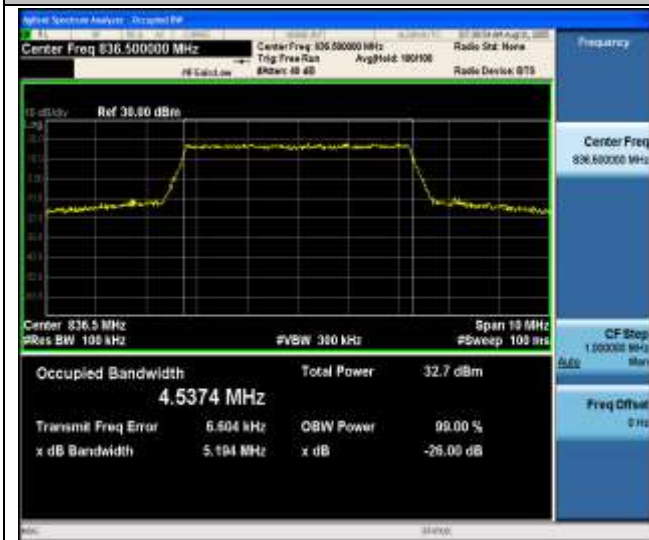 Agilent Spectrum Analyzer - Occupied BW
Center Freq 836.500000 MHz
Center Freq: 836.500000 MHz
Radio Std: None
Trig: Free Run
Avg|Hold: 100/100
#IFGain:Low
#Atten: 40 dB
Radio Device: BTS
10 dB/div
Ref 30.00 dBm
Log
Center 836.5 MHz
Span 10 MHz
#Res BW 100 kHz
#VBW 300 kHz
#Sweep 100 ms
Occupied Bandwidth
Total Power
32.7 dBm
4.5374 MHz
Transmit Freq Error
6.604 kHz
OBW Power
99.00 %
x dB Bandwidth
5.194 MHz
x dB
-26.00 dB
Frequency
Center Freq
836.500000 MHz
CF Step
1.000000 MHz
Auto
Man
Freq Offset
0 Hz
MSG
STATUS